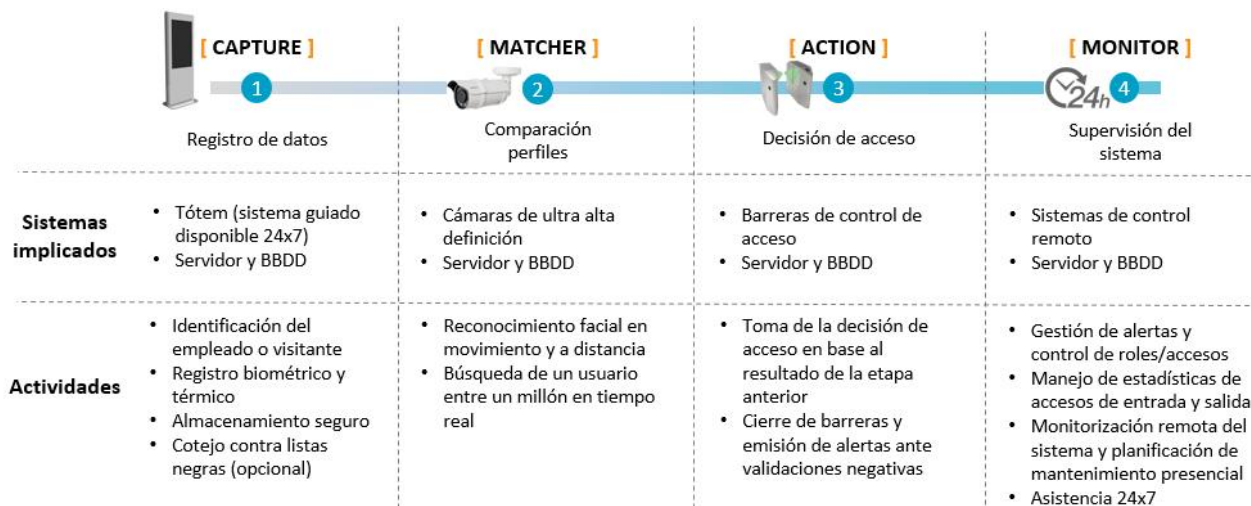 [ CAPTURE ]
1
Registro de datos
[ MATCHER ]
2
Comparación
perfiles
[ ACTION ]
3
Decisión de acceso
[ MONITOR ]
24h
4
Supervisión del
sistema
Sistemas
implicados
• Tótem (sistema guiado
disponible 24x7)
• Servidor y BBDD
• Cámaras de ultra alta
definición
• Servidor y BBDD
• Barreras de control de
acceso
• Servidor y BBDD
• Sistemas de control
remoto
• Servidor y BBDD
Actividades
• Identificación del
empleado o visitante
• Registro biométrico y
térmico
• Almacenamiento seguro
• Cotejo contra listas
negras (opcional)
• Reconocimiento facial en
movimiento y a distancia
• Búsqueda de un usuario
entre un millón en tiempo
real
• Toma de la decisión de
acceso en base al
resultado de la etapa
anterior
• Cierre de barreras y
emisión de alertas ante
validaciones negativas
• Gestión de alertas y
control de roles/accesos
• Manejo de estadísticas de
accesos de entrada y salida
• Monitorización remota del
sistema y planificación de
mantenimiento presencial
• Asistencia 24x7